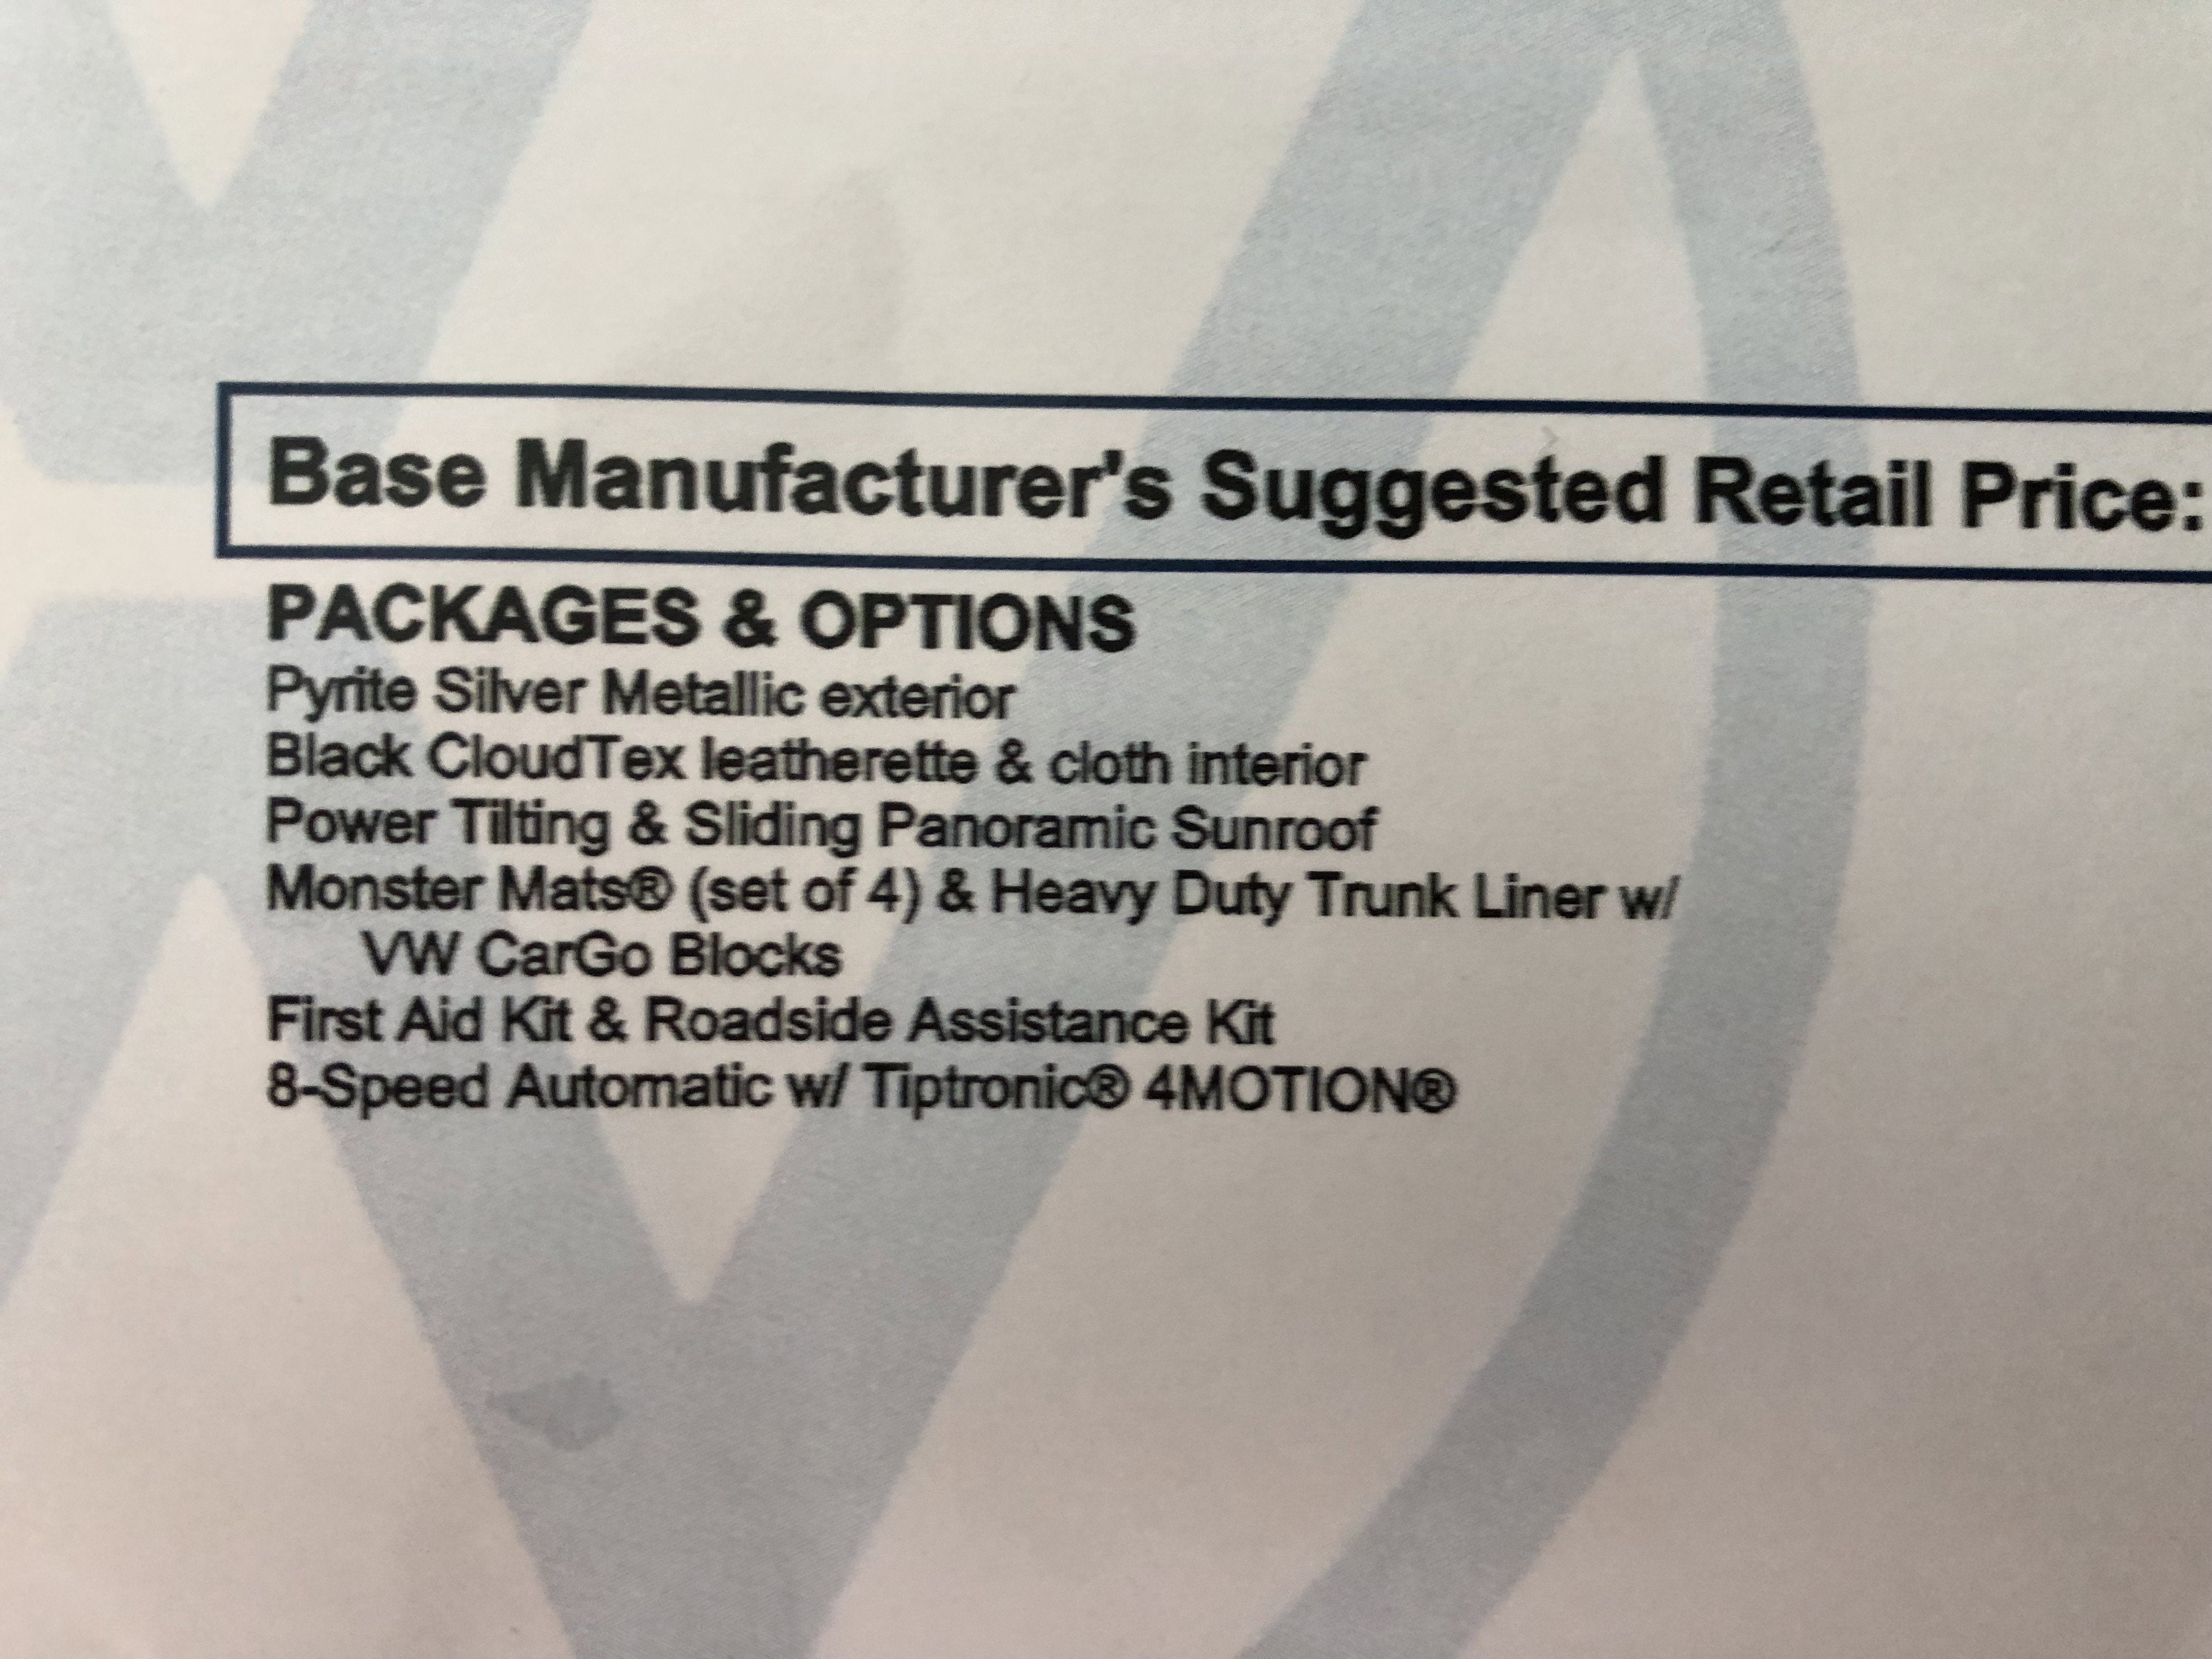 Base Manufacturer's Suggested Retail Price:
PACKAGES & OPTIONS
Pyrite Silver Metallic exterior
Black CloudTex leatherette & cloth interior
Power Tilting & Sliding Panoramic Sunroof
Monster Mats® (set of 4) & Heavy Duty Trunk Liner w/
VW CarGo Blocks
First Aid Kit & Roadside Assistance Kit
8-Speed Automatic w/ Tiptronic® 4MOTION®